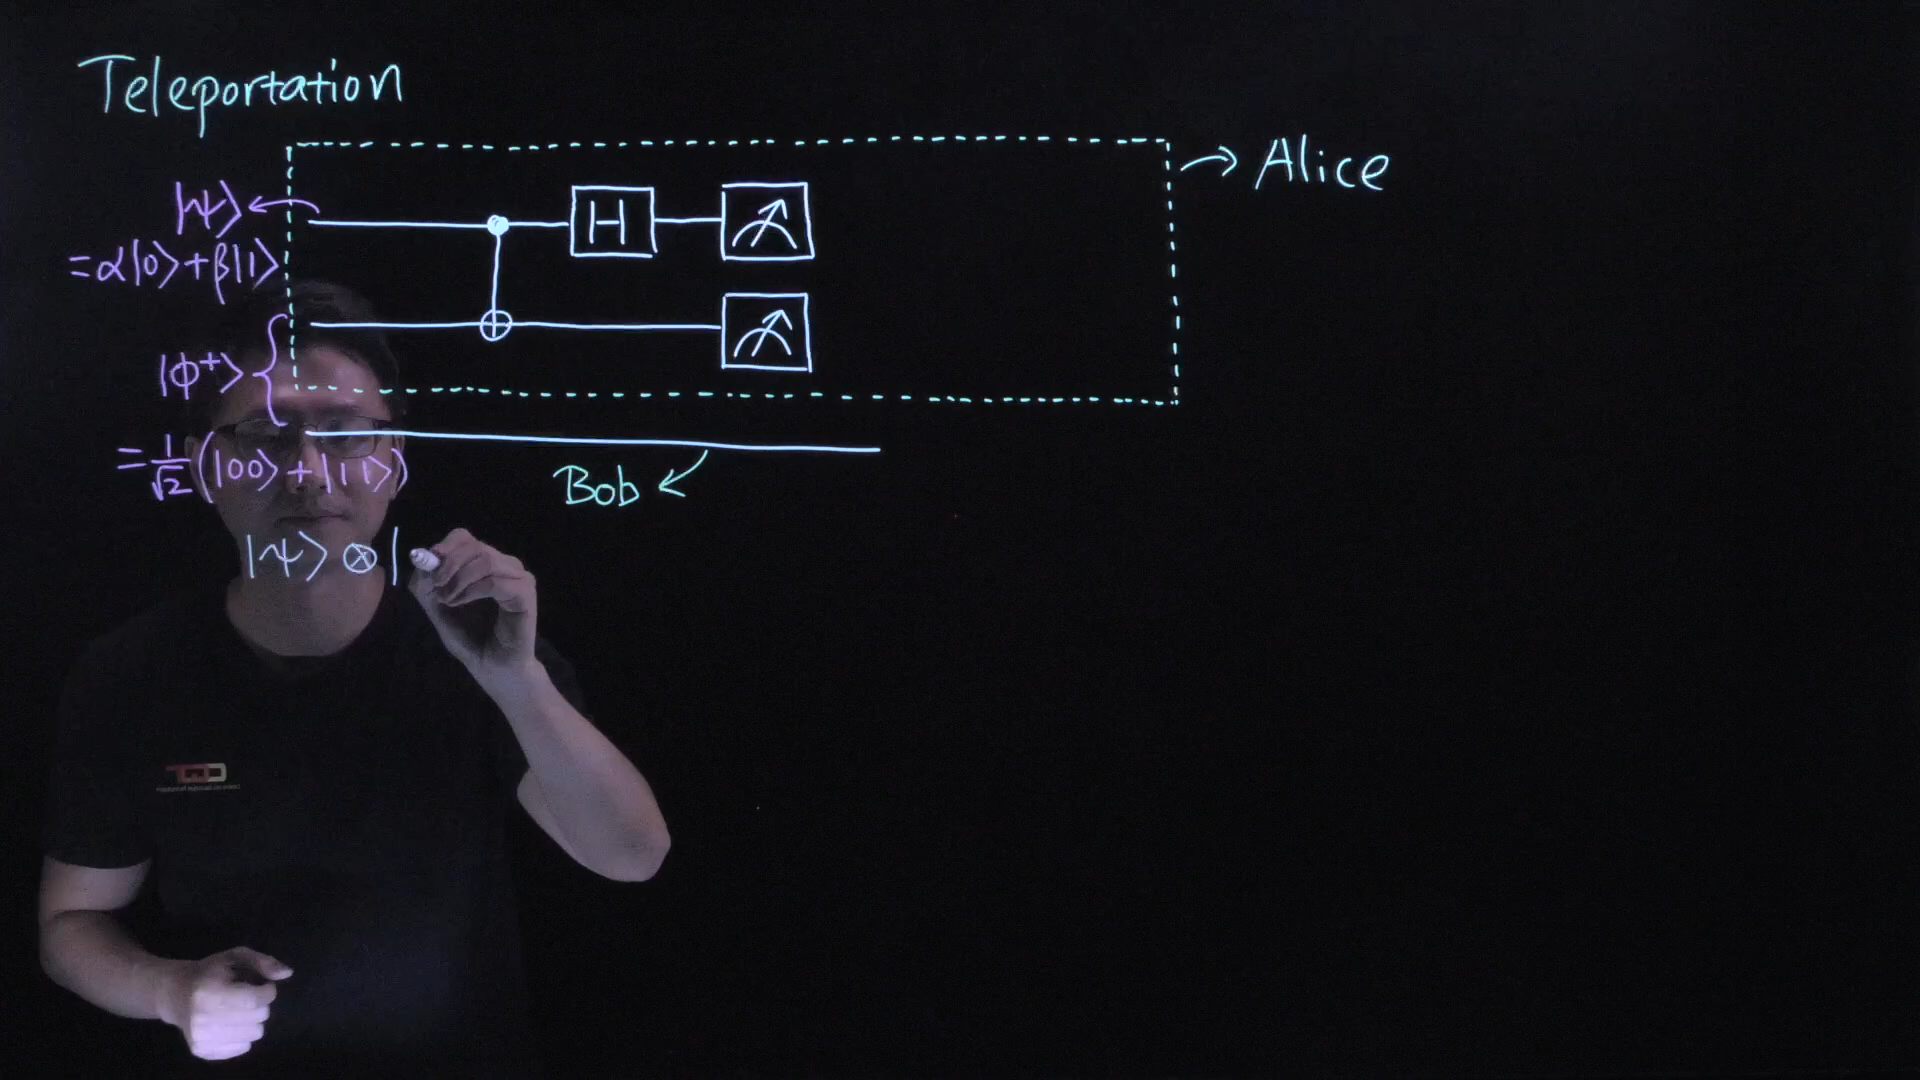 Teleportation
→ Alice
|ψ⟩
= α|0⟩ + β|1⟩
H
|ϕ⁺⟩
= 1/√2 (|00⟩ + |11⟩)
Bob
|ψ⟩ ⊗ |